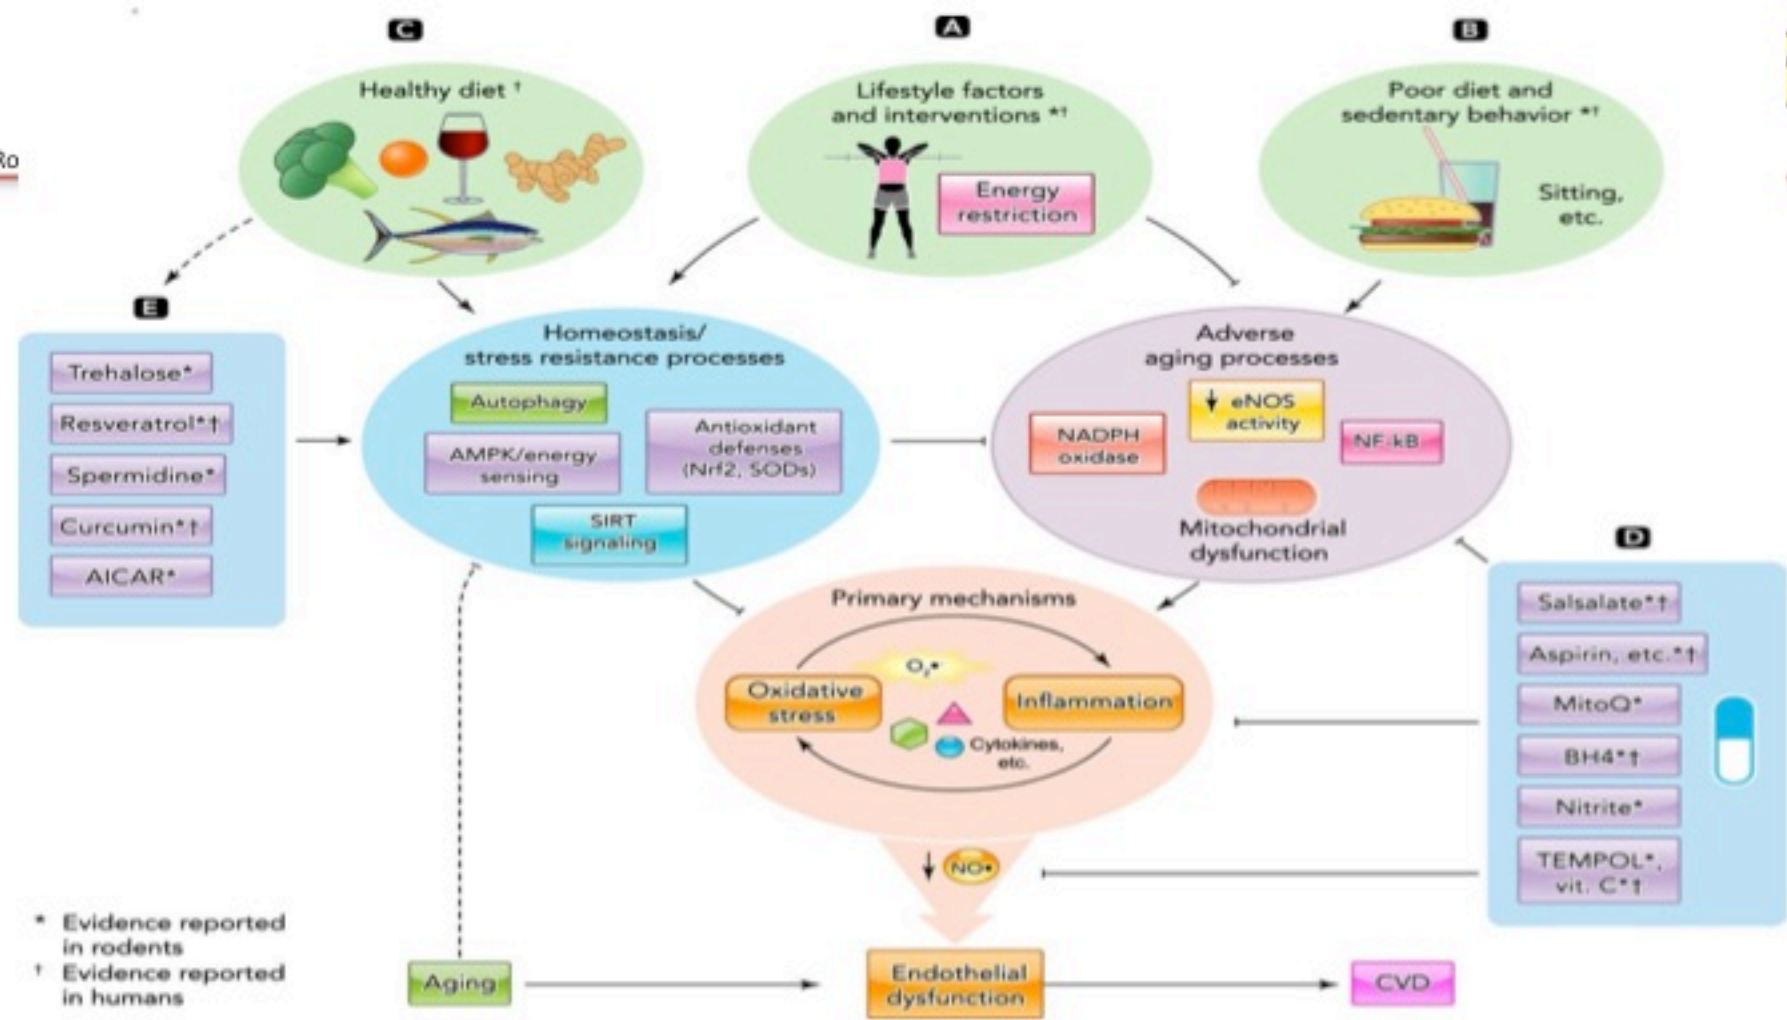 C
A
B
Healthy diet †
Lifestyle factors
and interventions *†
Energy
restriction
Poor diet and
sedentary behavior *†
Sitting,
etc.
Ro
E
Trehalose*
Resveratrol*†
Spermidine*
Curcumin*†
AICAR*
Homeostasis/
stress resistance processes
Autophagy
AMPK/energy
sensing
Antioxidant
defenses
(Nrf2, SODs)
SIRT
signaling
Adverse
aging processes
↓ eNOS
activity
NADPH
oxidase
NF-kB
Mitochondrial
dysfunction
D
Salsalate*†
Aspirin, etc.*†
MitoQ*
BH4*†
Nitrite*
TEMPOL*,
vit. C*†
Primary mechanisms
O₂•⁻
Oxidative
stress
Inflammation
Cytokines,
etc.
↓ NO•
* Evidence reported
in rodents
† Evidence reported
in humans
Aging
Endothelial
dysfunction
CVD